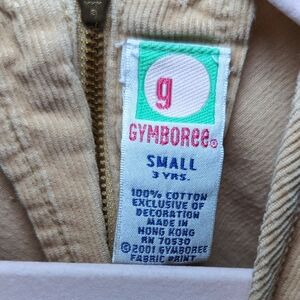 g
GYMBOREE®
SMALL
3 YRS.
100% COTTON
EXCLUSIVE OF
DECORATION
MADE IN
HONG KONG
RN 70530
©2001 GYMBOREE
FABRIC PRINT